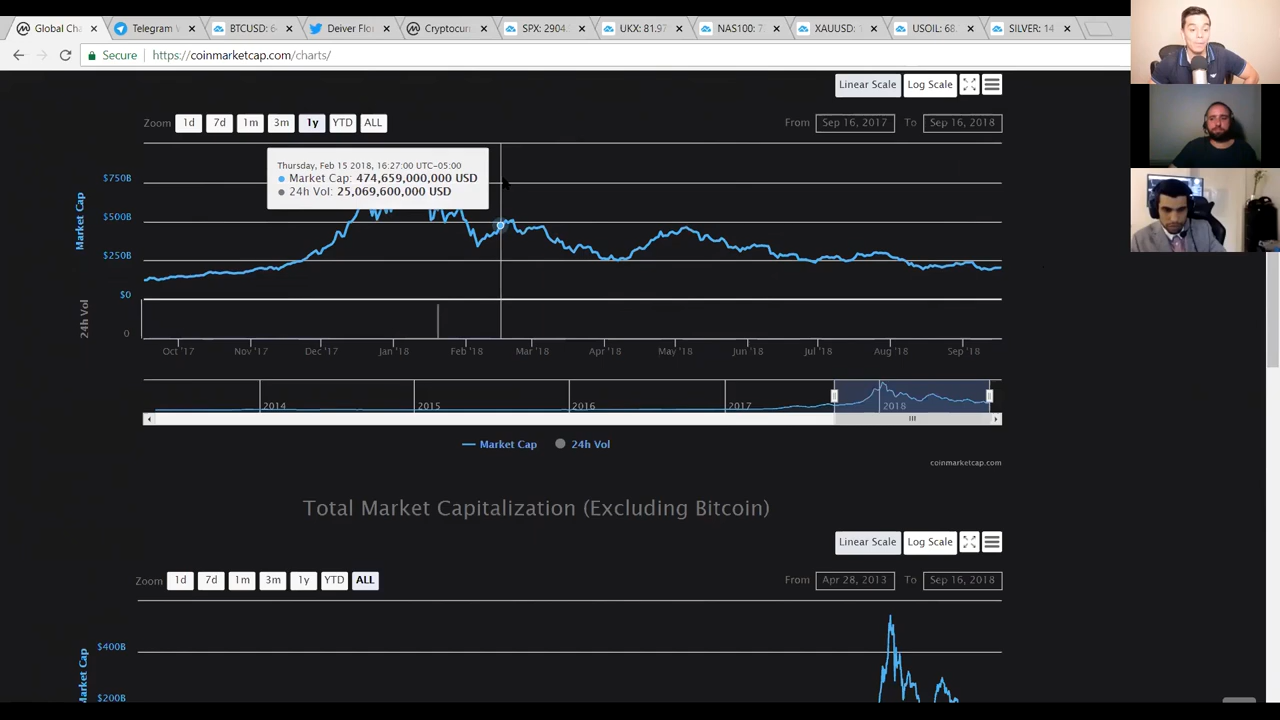 Global Cha
Telegram W
BTCUSD: 6
Deiver Flor
Cryptocurr
SPX: 2904.
UKX: 81.97
NAS100: 7
XAUUSD: 1
USOIL: 68.
SILVER: 14
Secure https://coinmarketcap.com/charts/
Linear Scale Log Scale
Zoom 1d 7d 1m 3m 1y YTD ALL
From Sep 16, 2017 To Sep 16, 2018
Thursday, Feb 15 2018, 16:27:00 UTC-05:00
Market Cap: 474,659,000,000 USD
24h Vol: 25,069,600,000 USD
Market Cap
$750B
$500B
$250B
$0
24h Vol
0
Oct '17 Nov '17 Dec '17 Jan '18 Feb '18 Mar '18 Apr '18 May '18 Jun '18 Jul '18 Aug '18 Sep '18
2014 2015 2016 2017 2018
Market Cap 24h Vol
coinmarketcap.com
Total Market Capitalization (Excluding Bitcoin)
Linear Scale Log Scale
Zoom 1d 7d 1m 3m 1y YTD ALL
From Apr 28, 2013 To Sep 16, 2018
Market Cap
$400B
$200B